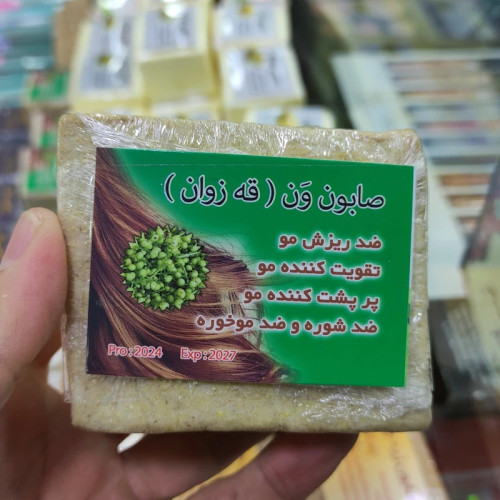 صابون وَن ( قه زوان )
ضد ریزش مو
تقویت کننده مو
پر پشت کننده مو
ضد شوره و ضد موخوره
Pro : 2024 Exp : 2027